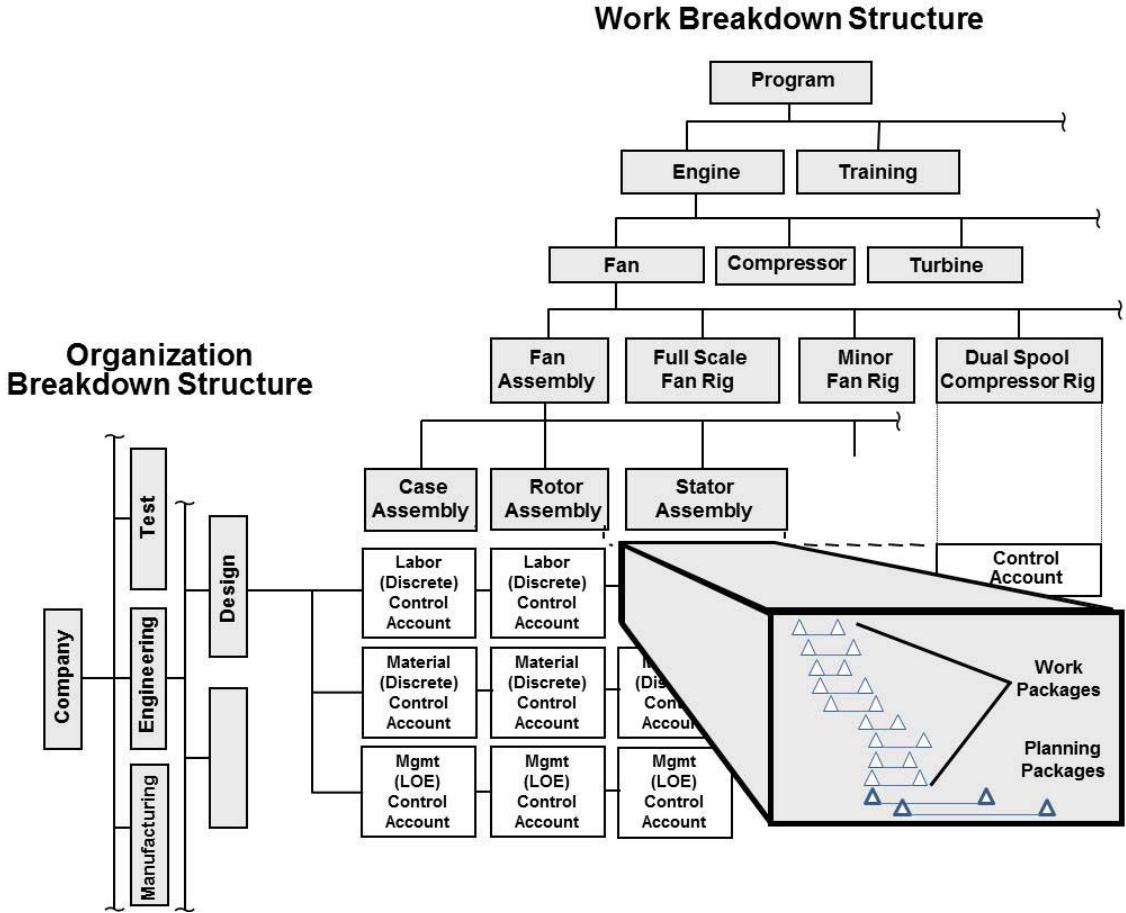 Work Breakdown Structure
Program
Engine
Training
Fan
Compressor
Turbine
Organization
Breakdown Structure
Fan
Assembly
Full Scale
Fan Rig
Minor
Fan Rig
Dual Spool
Compressor Rig
Case
Assembly
Rotor
Assembly
Stator
Assembly
Company
Test
Engineering
Manufacturing
Design
Labor
(Discrete)
Control
Account
Labor
(Discrete)
Control
Account
Control
Account
Material
(Discrete)
Control
Account
Material
(Discrete)
Control
Account
(Dis
Control
Account
Mgmt
(LOE)
Control
Account
Mgmt
(LOE)
Control
Account
Mgmt
(LOE)
Control
Account
Work
Packages
Planning
Packages